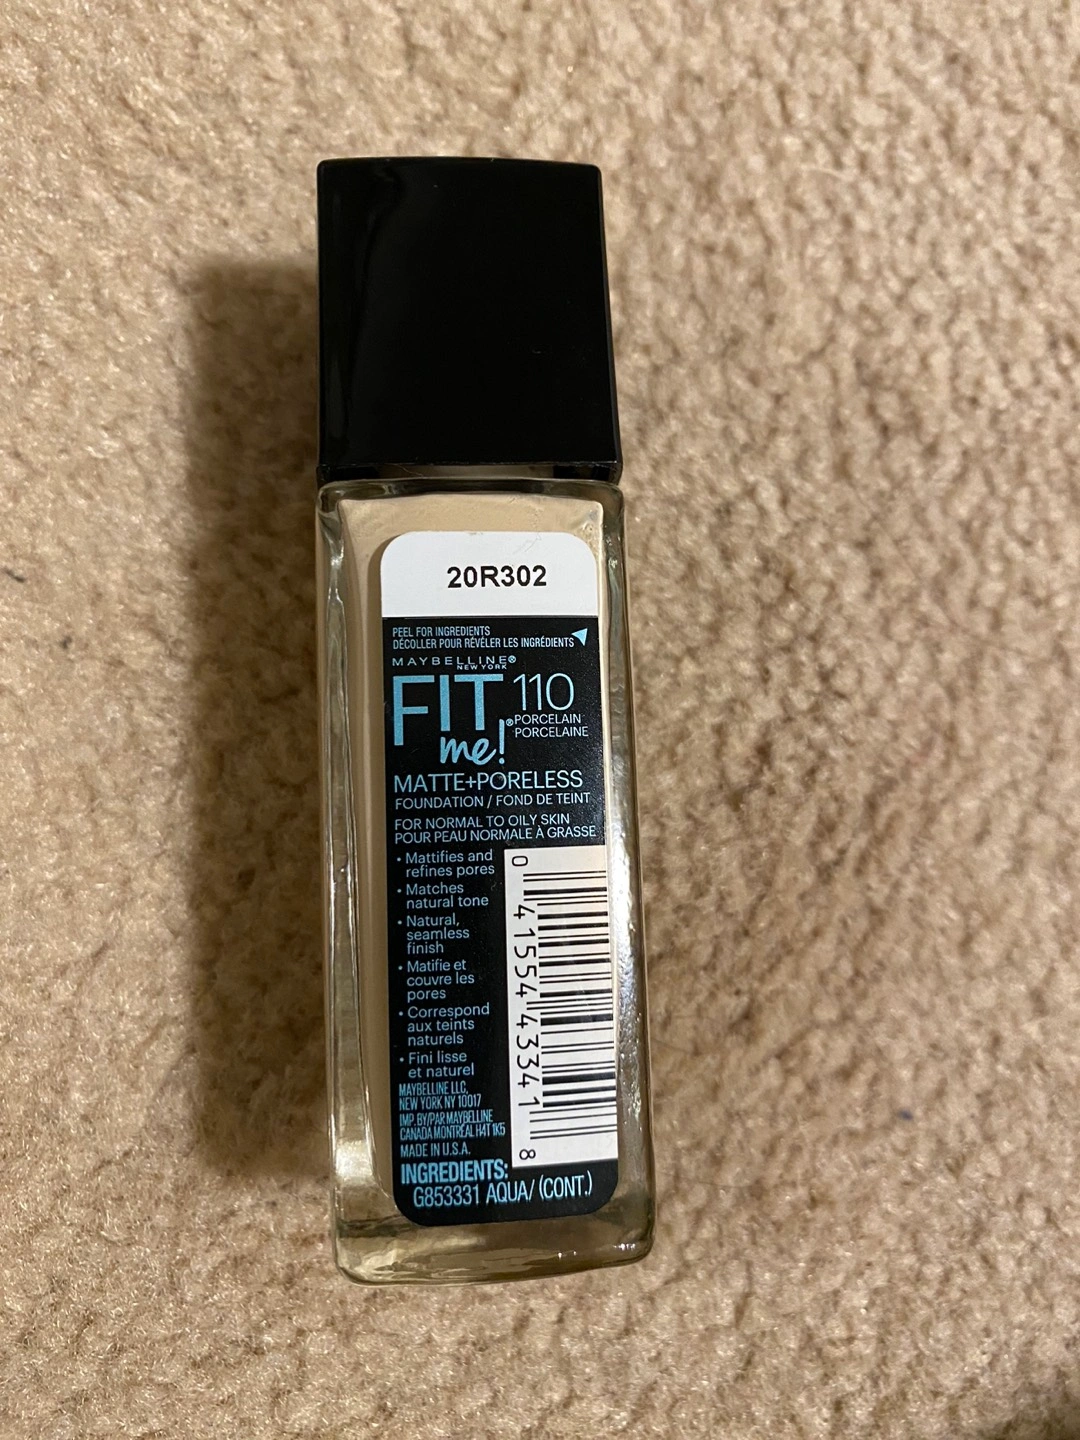 20R302
PEEL FOR INGREDIENTS
DÉCOLLER POUR RÉVÉLER LES INGRÉDIENTS
MAYBELLINE®
NEW YORK
FIT
me!®
110
PORCELAIN
PORCELAINE
MATTE+PORELESS
FOUNDATION / FOND DE TEINT
FOR NORMAL TO OILY SKIN
POUR PEAU NORMALE À GRASSE
• Mattifies and
refines pores
• Matches
natural tone
• Natural,
seamless
finish
• Matifie et
couvre les
pores
• Correspond
aux teints
naturels
• Fini lisse
et naturel
MAYBELLINE LLC,
NEW YORK NY 10017
IMP. BY/PAR MAYBELLINE
CANADA MONTRÉAL H4T 1K5
MADE IN U.S.A.
0 41554 43341 8
INGREDIENTS:
G853331 AQUA/ (CONT.)